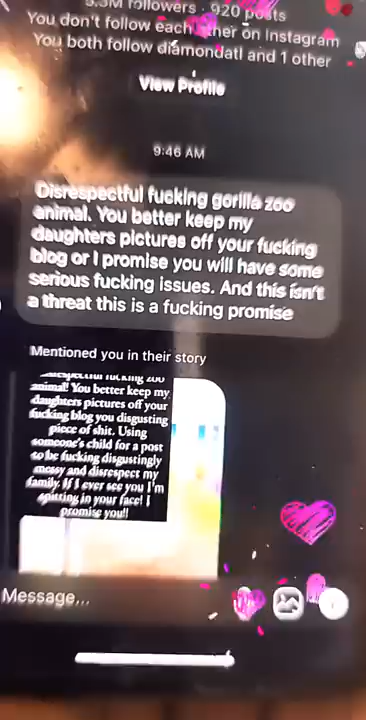 5.3M followers · 920 posts
You don't follow each other on Instagram
You both follow diamondatl and 1 other
View Profile
9:46 AM
Disrespectful fucking gorilla zoo
animal. You better keep my
daughters pictures off your fucking
blog or I promise you will have some
serious fucking issues. And this isn't
a threat this is a fucking promise
Mentioned you in their story
fucking zoo
animal! You better keep my
daughters pictures off your
fucking blog you disgusting
piece of shit. Using
someone's child for a post
to be fucking disgustingly
messy and disrespect my
family. If I ever see you I'm
spitting in your face! I
promise you!!
Message...